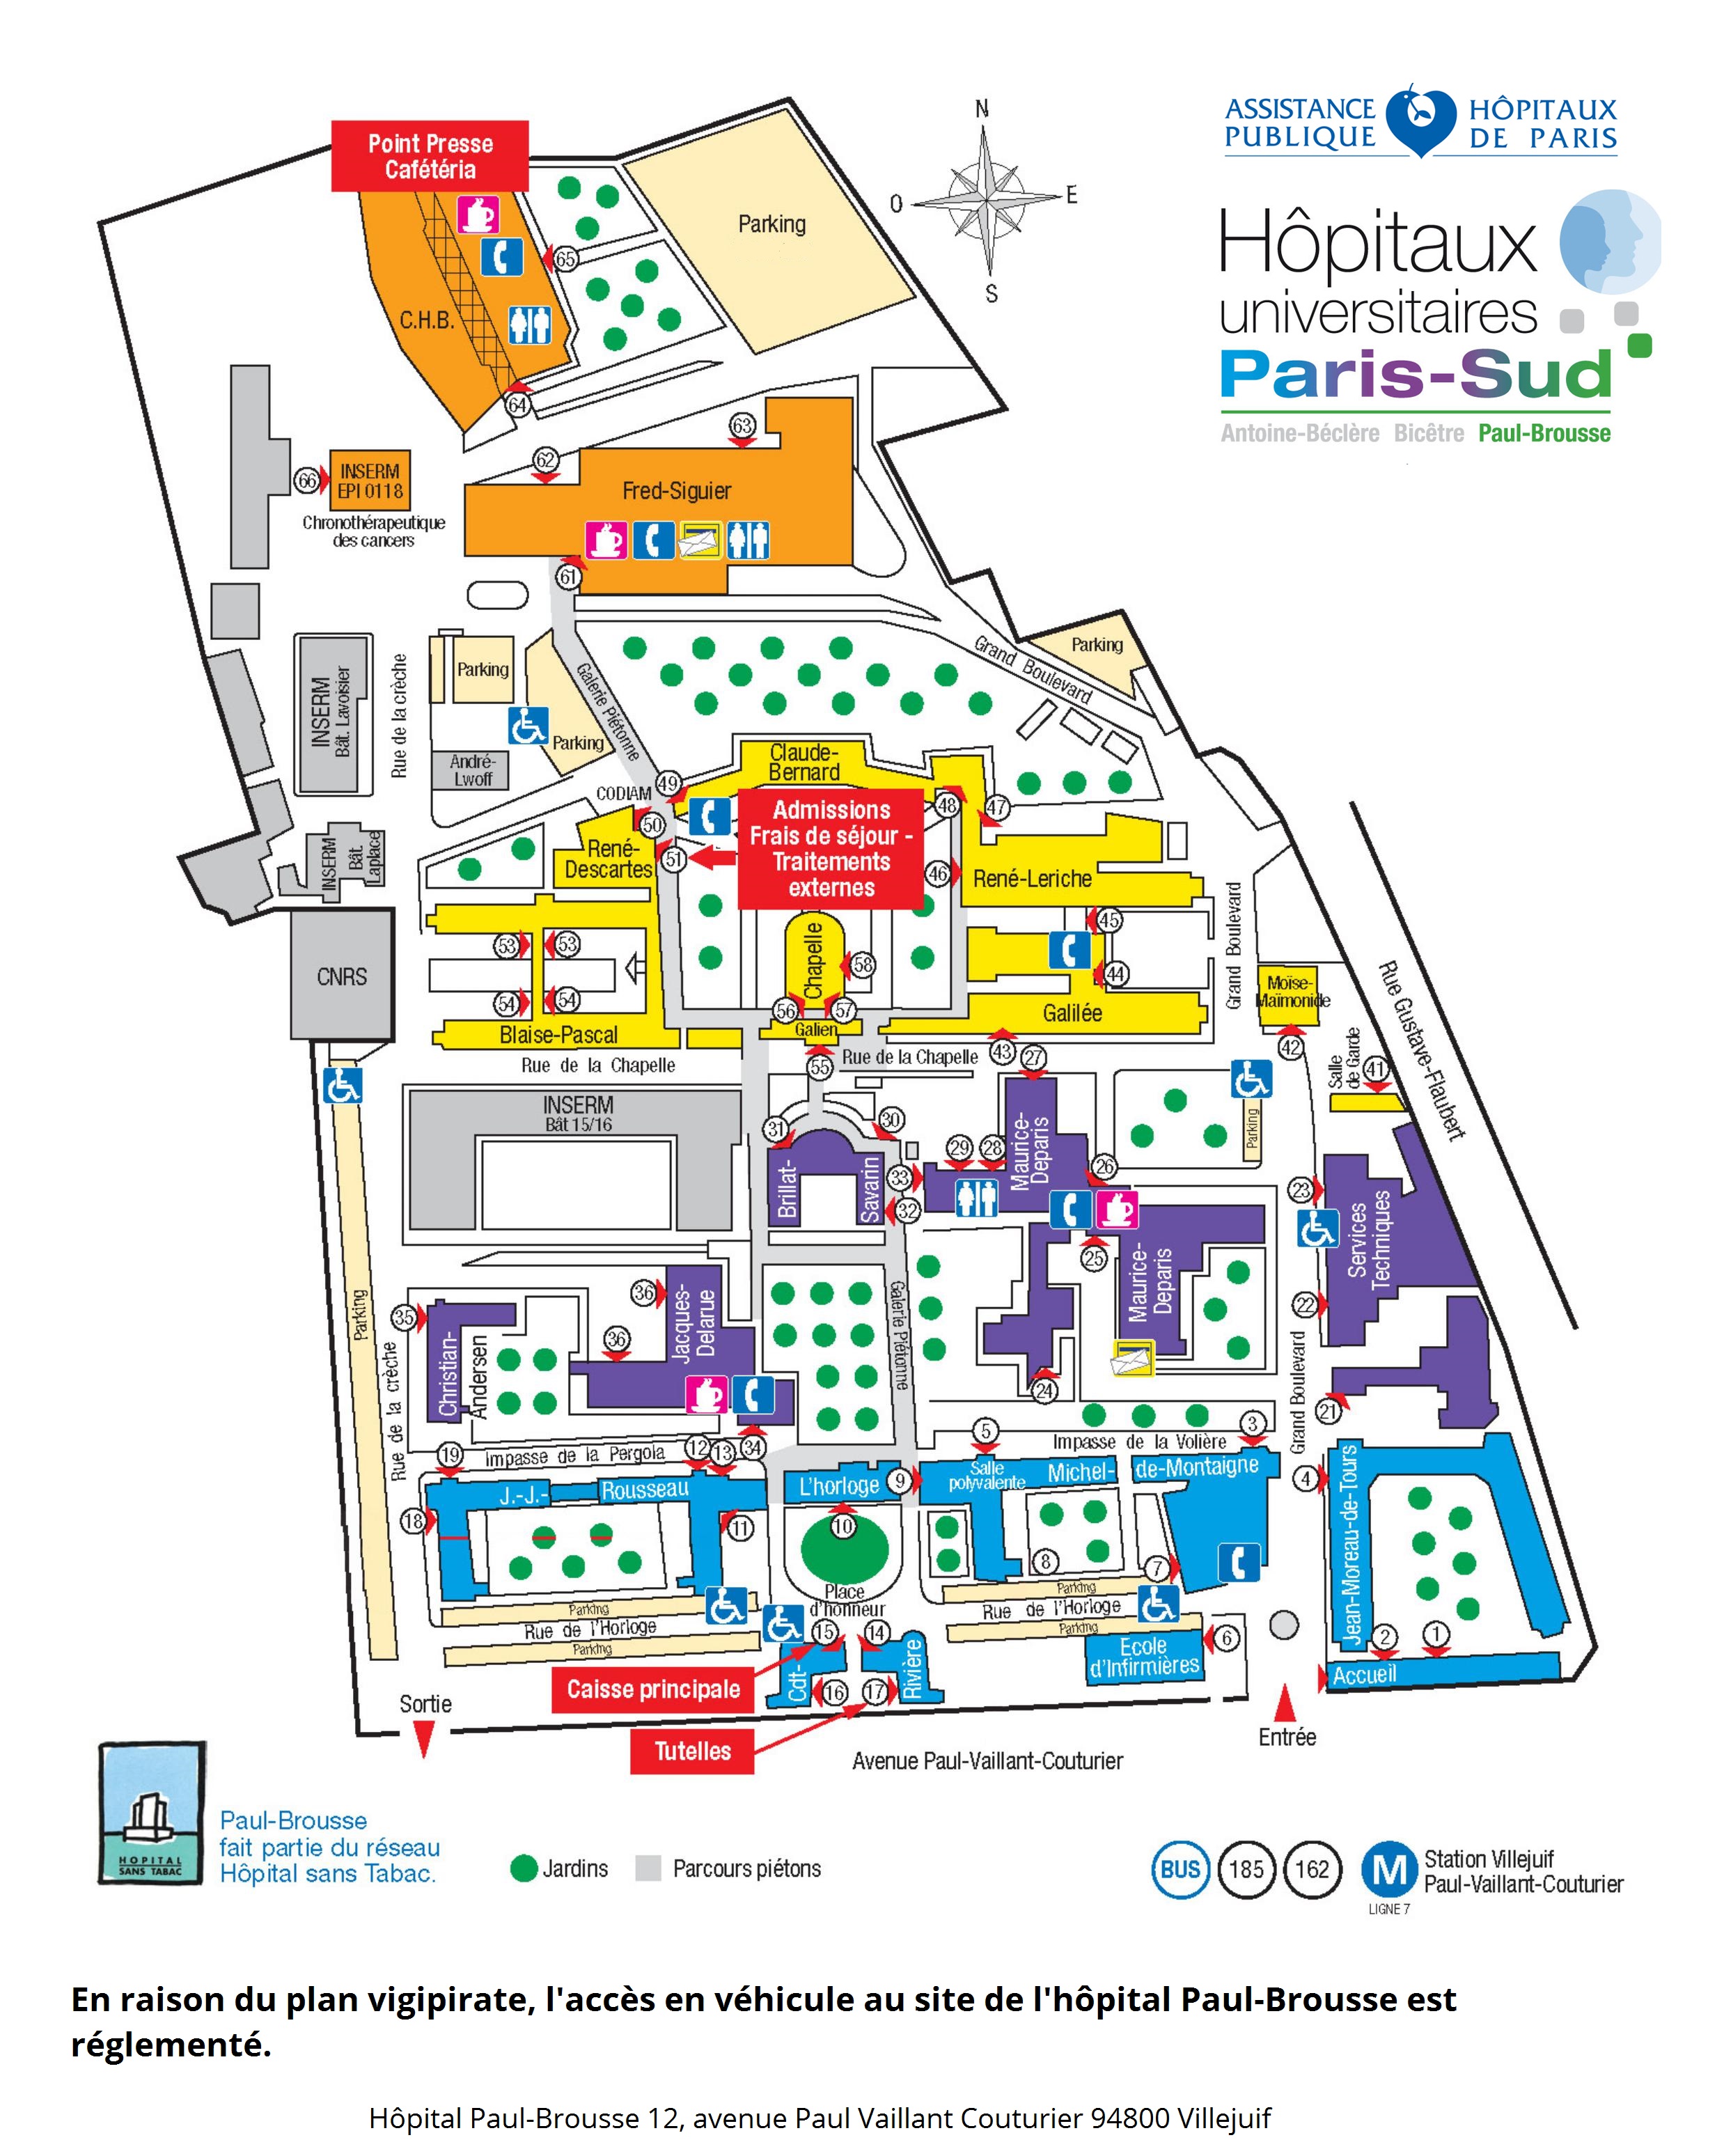 ASSISTANCE
PUBLIQUE
HÔPITAUX
DE PARIS
Hôpitaux
universitaires
Paris-Sud
Antoine-Béclère Bicêtre Paul-Brousse
N
O
E
S
Point Presse
Cafétéria
Parking
65
C.H.B.
64
63
62
Fred-Siguier
66
INSERM
EPI 0118
Chronothérapeutique
des cancers
61
Parking
Grand Boulevard
INSERM
Bât. Lavoisier
Rue de la crèche
Parking
Galerie Piétonne
Parking
André-
Lwoff
Claude-
Bernard
CODIAM
49
50
48
47
Admissions
Frais de séjour -
Traitements
externes
51
René-
Descartes
INSERM
Bât.
Laplace
46
René-Leriche
45
Grand Boulevard
CNRS
53
53
Chapelle
58
44
Moïse-
Maïmonide
Rue Gustave-Flaubert
54
54
56
57
Galien
Galilée
Blaise-Pascal
Rue de la Chapelle
55
Rue de la Chapelle
43
27
42
Salle
de Garde
41
INSERM
Bât 15/16
31
30
Brillat-
Savarin
29
28
Maurice-
Deparis
26
Parking
33
32
23
Services
Techniques
25
Maurice-
Deparis
22
Parking
35
36
36
Jacques-
Delarue
Christian-
Andersen
Galerie Piétonne
24
Grand Boulevard
21
Rue de la crèche
19
Impasse de la Pergola
12
13
34
5
Impasse de la Volière
3
J.-J.-
Rousseau
L'horloge
9
Salle
polyvalente
Michel-
de-Montaigne
4
Jean-Moreau-de-Tours
18
11
10
8
7
Place
d'honneur
Parking
Parking
Rue de l'Horloge
Rue de l'Horloge
Parking
Parking
15
14
6
2
1
Ecole
d'Infirmières
Accueil
Caisse principale
Cdt-
16
17
Rivière
Sortie
Tutelles
Entrée
Avenue Paul-Vaillant-Couturier
HOPITAL
SANS TABAC
Paul-Brousse
fait partie du réseau
Hôpital sans Tabac.
Jardins
Parcours piétons
BUS
185
162
M
LIGNE 7
Station Villejuif
Paul-Vaillant-Couturier
En raison du plan vigipirate, l'accès en véhicule au site de l'hôpital Paul-Brousse est
réglementé.
Hôpital Paul-Brousse 12, avenue Paul Vaillant Couturier 94800 Villejuif